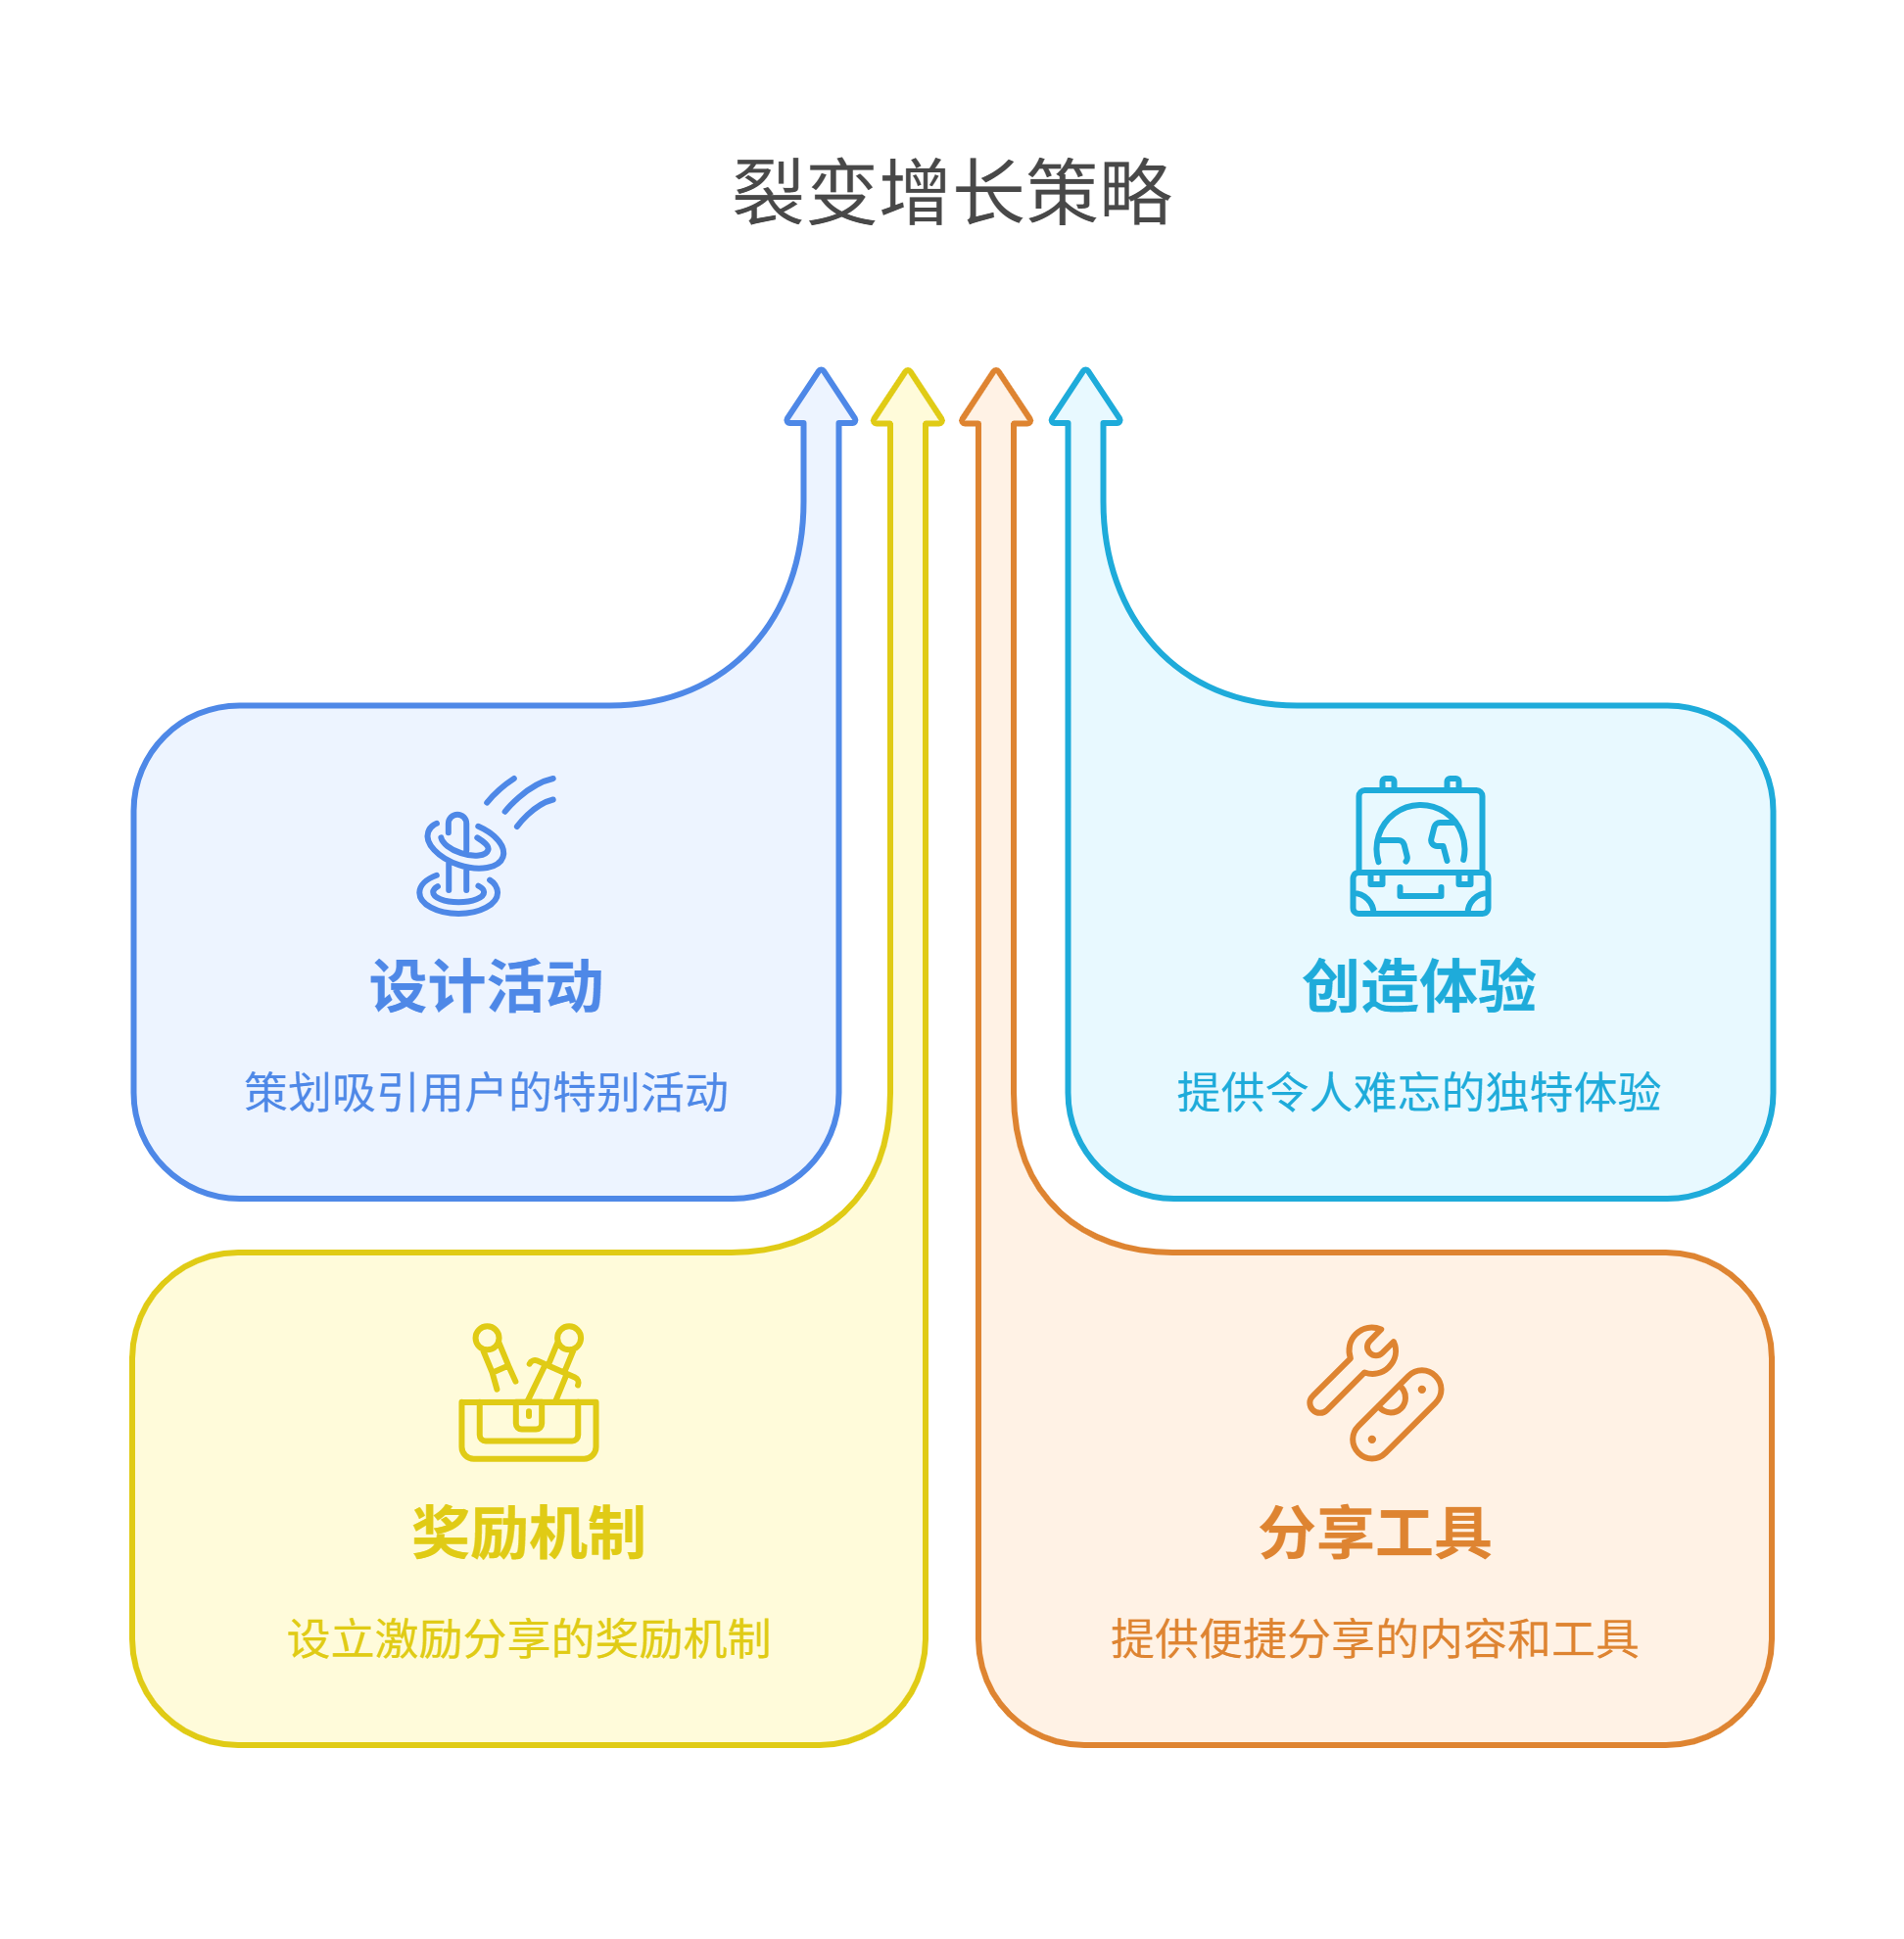 裂变增长策略
设计活动
策划吸引用户的特别活动
创造体验
提供令人难忘的独特体验
奖励机制
设立激励分享的奖励机制
分享工具
提供便捷分享的内容和工具